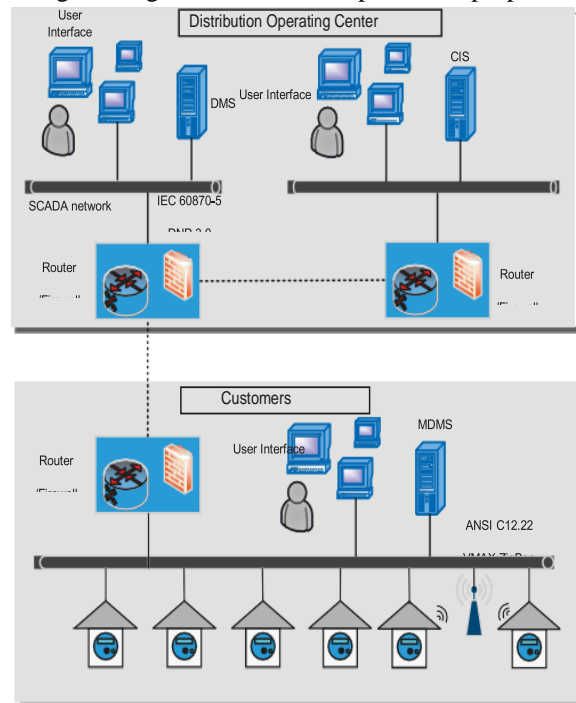 Distribution Operating Center
User
Interface
DMS
User Interface
CIS
SCADA network
IEC 60870-5
Router
Router
Customers
User Interface
MDMS
Router
ANSI C12.22